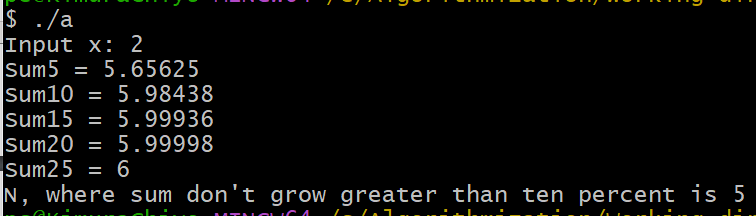 $ ./a
Input x: 2
Sum5 = 5.65625
Sum10 = 5.98438
Sum15 = 5.99936
Sum20 = 5.99998
Sum25 = 6
N, where sum don't grow greater than ten percent is 5